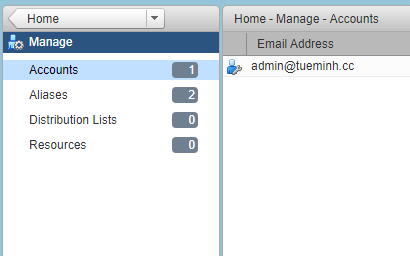 Home
Manage
Accounts 1
Aliases 2
Distribution Lists 0
Resources 0
Home - Manage - Accounts
Email Address
admin@tueminh.cc